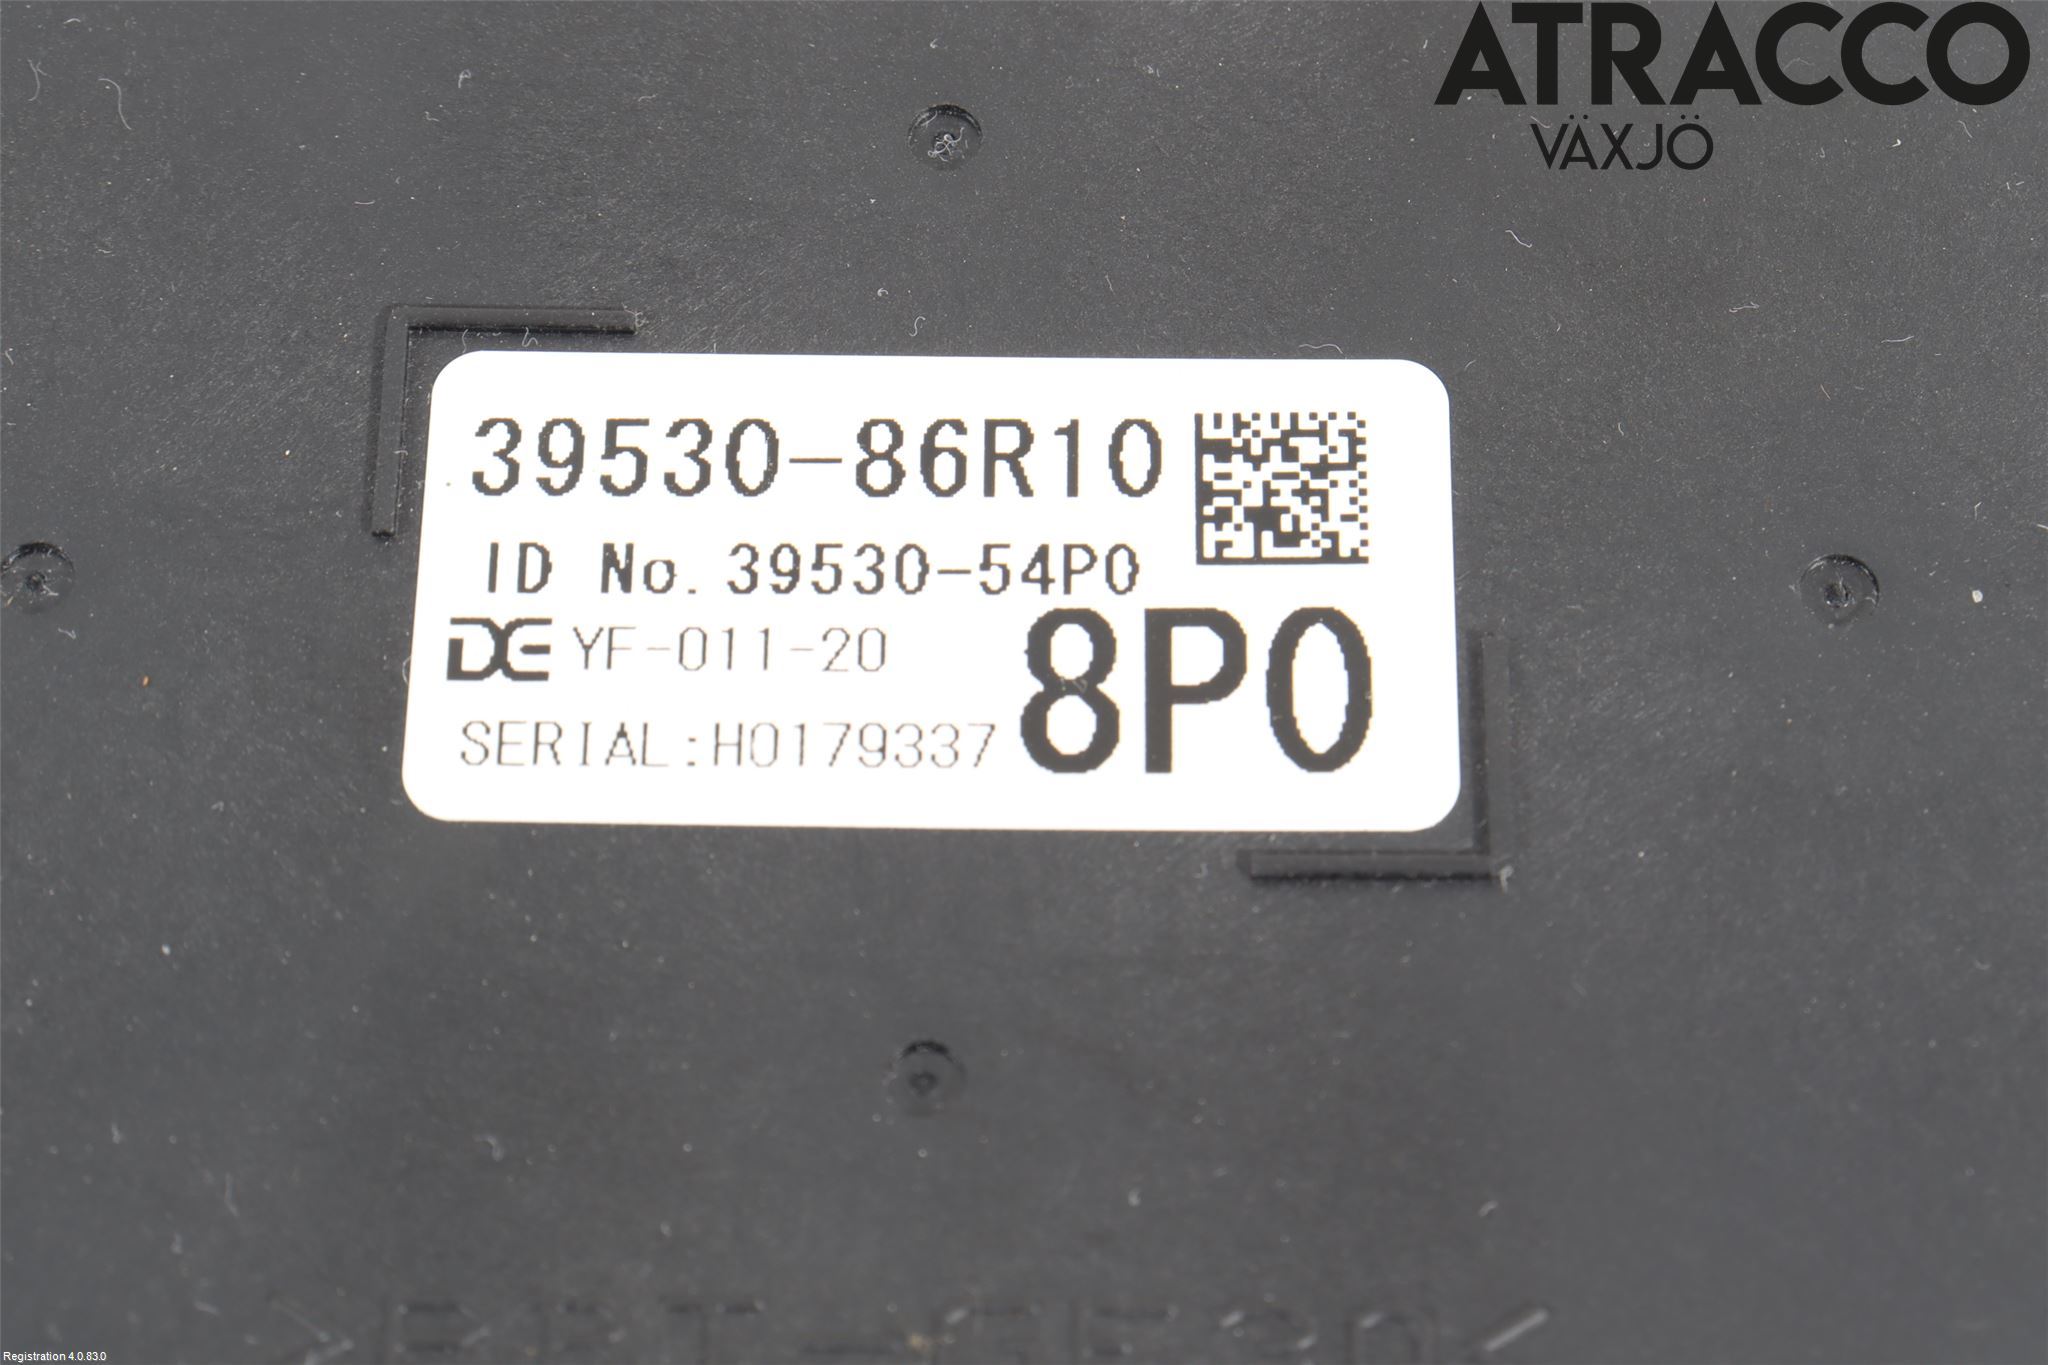 ATRACCO
VÄXJÖ
39530-86R10
ID No. 39530-54P0
DE YF-011-20
8P0
SERIAL:H0179337
Registration 4.0.83.0